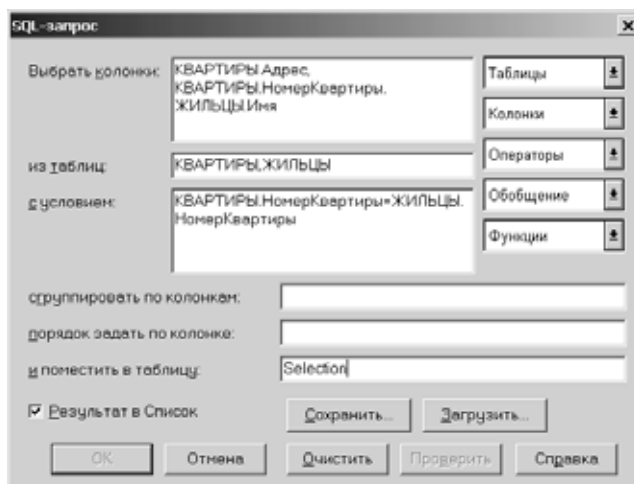 SQL-запрос
Выбрать колонки:
КВАРТИРЫ.Адрес,
КВАРТИРЫ.НомерКвартиры,
ЖИЛЬЦЫ.Имя
Таблицы
Колонки
Операторы
Обобщение
Функции
из таблиц:
КВАРТИРЫ,ЖИЛЬЦЫ
с условием:
КВАРТИРЫ.НомерКвартиры=ЖИЛЬЦЫ.
НомерКвартиры
сгруппировать по колонкам:
порядок задать по колонке:
и поместить в таблицу:
Selection
Результат в Список
Сохранить...
Загрузить...
OK
Отмена
Очистить
Проверить
Справка